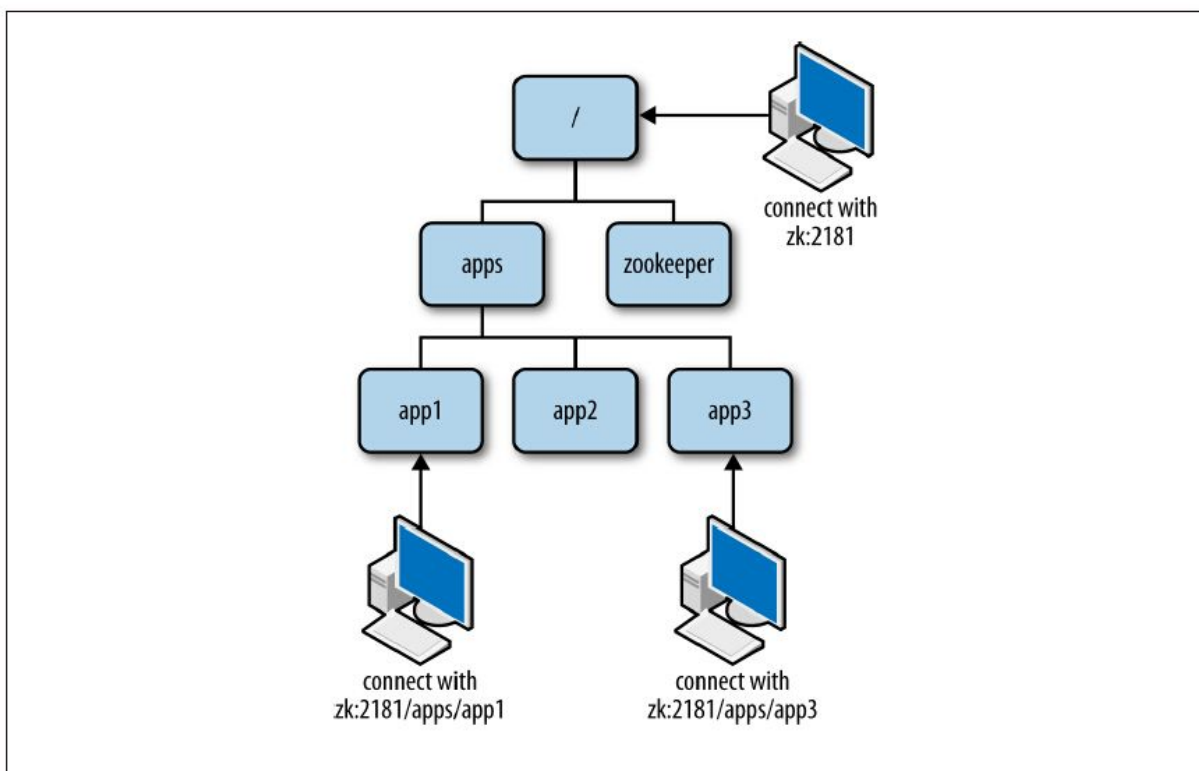 /
connect with
zk:2181
apps
zookeeper
app1
app2
app3
connect with
zk:2181/apps/app1
connect with
zk:2181/apps/app3